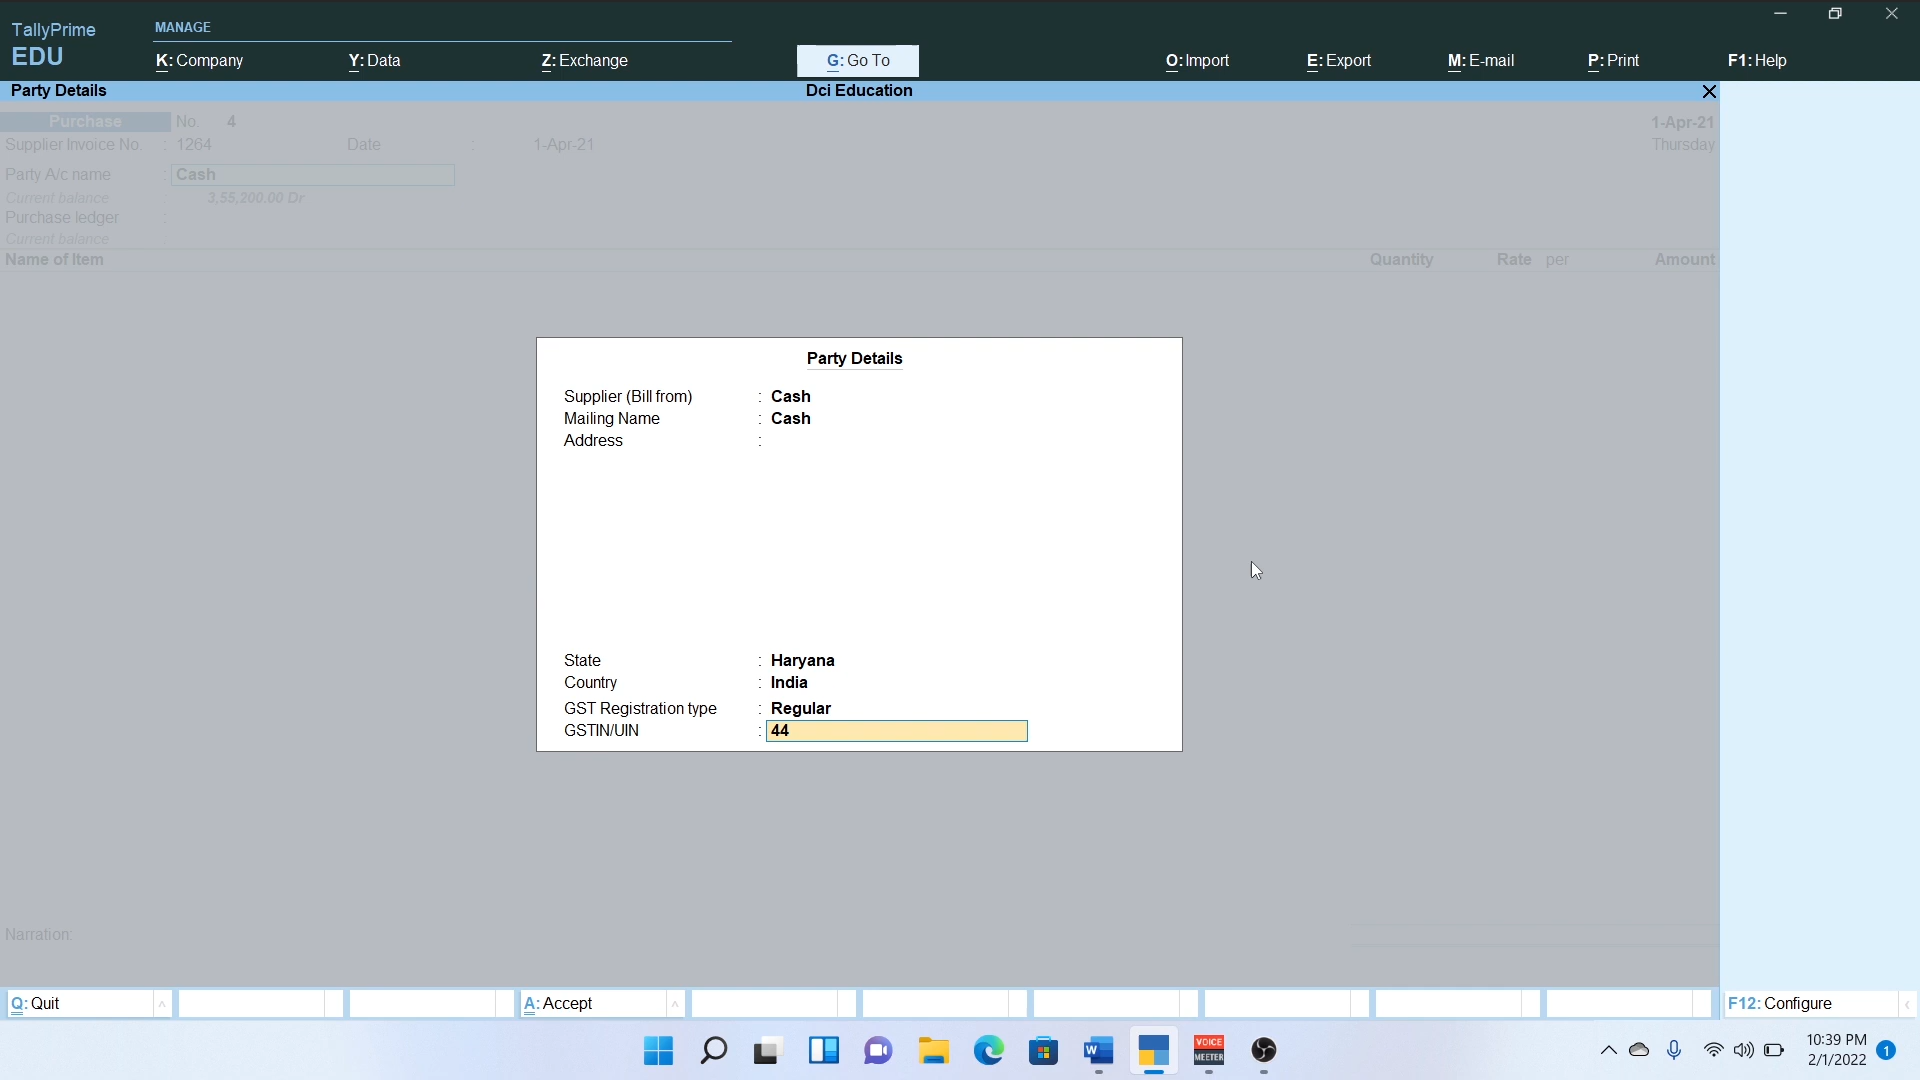 TallyPrime
EDU
MANAGE
K: Company
Y: Data
Z: Exchange
G: Go To
O: Import
E: Export
M: E-mail
P: Print
F1: Help
Party Details
Dci Education
Purchase No. 4
1-Apr-21
Supplier Invoice No. : 1264 Date : 1-Apr-21
Thursday
Party A/c name : Cash
Current balance 3,55,200.00 Dr
Purchase ledger :
Current balance
Name of Item Quantity Rate per Amount
Party Details
Supplier (Bill from) : Cash
Mailing Name : Cash
Address :
State : Haryana
Country : India
GST Registration type : Regular
GSTIN/UIN : 44
Narration:
Q: Quit
A: Accept
F12: Configure
VOICE
MEETER
10:39 PM
2/1/2022
1